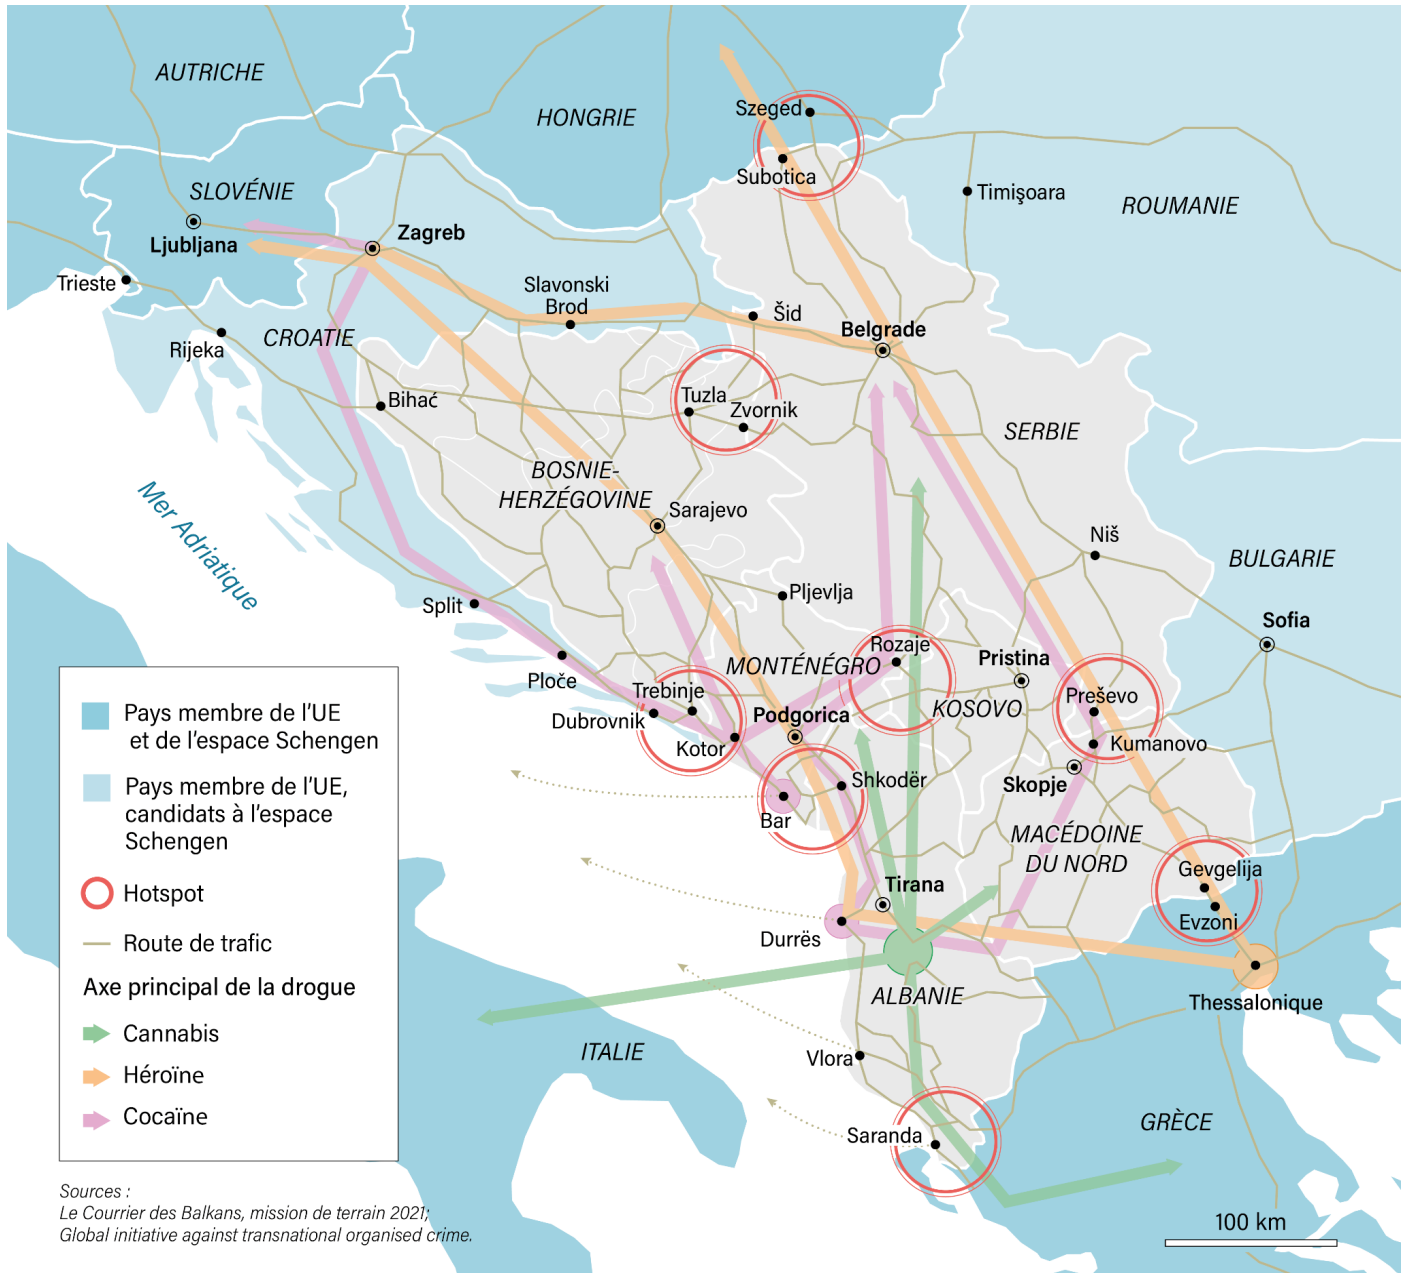 AUTRICHE
HONGRIE
Szeged
Subotica
Timişoara
ROUMANIE
SLOVÉNIE
Ljubljana
Zagreb
Trieste
Slavonski
Brod
Šid
Belgrade
CROATIE
Rijeka
Bihać
Tuzla
Zvornik
SERBIE
BOSNIE-
HERZÉGOVINE
Sarajevo
Mer Adriatique
Niš
BULGARIE
Sofia
Split
Pljevlja
Rozaje
Pristina
MONTÉNÉGRO
Ploče
Trebinje
Dubrovnik
Kotor
Podgorica
KOSOVO
Preševo
Kumanovo
Skopje
Shkodër
Bar
MACÉDOINE
DU NORD
Gevgelija
Evzoni
Tirana
Durrës
Thessalonique
ALBANIE
ITALIE
Vlora
Saranda
GRÈCE
Pays membre de l'UE
et de l'espace Schengen
Pays membre de l'UE,
candidats à l'espace
Schengen
Hotspot
Route de trafic
Axe principal de la drogue
Cannabis
Héroïne
Cocaïne
Sources :
Le Courrier des Balkans, mission de terrain 2021;
Global initiative against transnational organised crime.
100 km